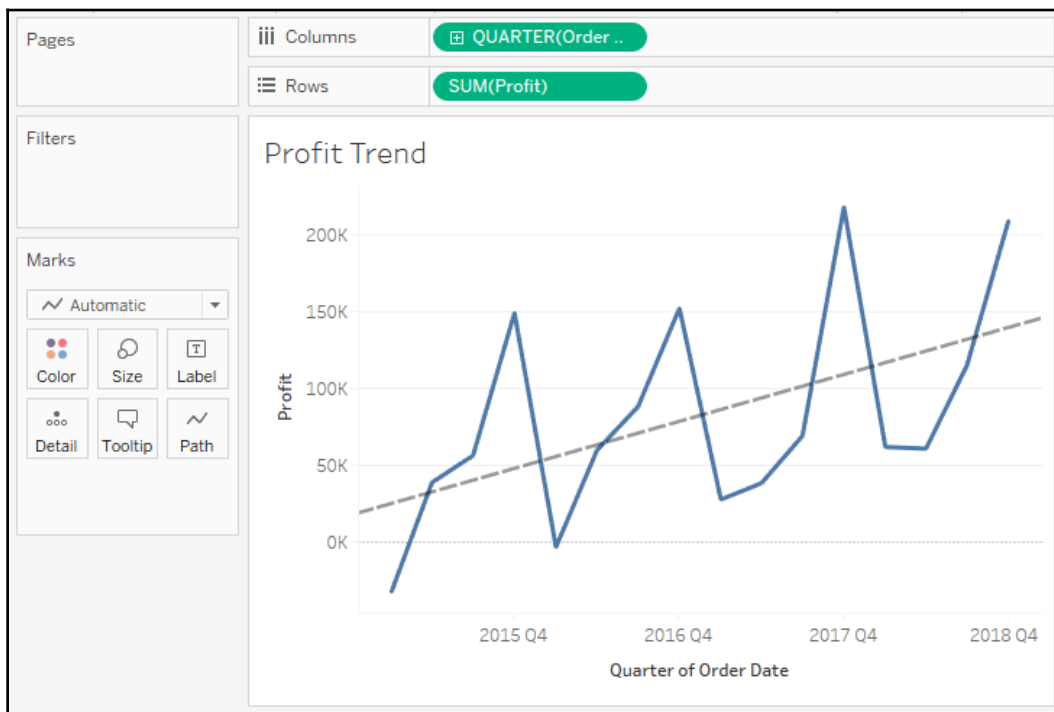 Pages
Columns
QUARTER(Order ..
Rows
SUM(Profit)
Filters
Marks
Automatic
Color
Size
T
Label
Detail
Tooltip
Path
Profit Trend
Profit
200K
150K
100K
50K
0K
2015 Q4
2016 Q4
2017 Q4
2018 Q4
Quarter of Order Date